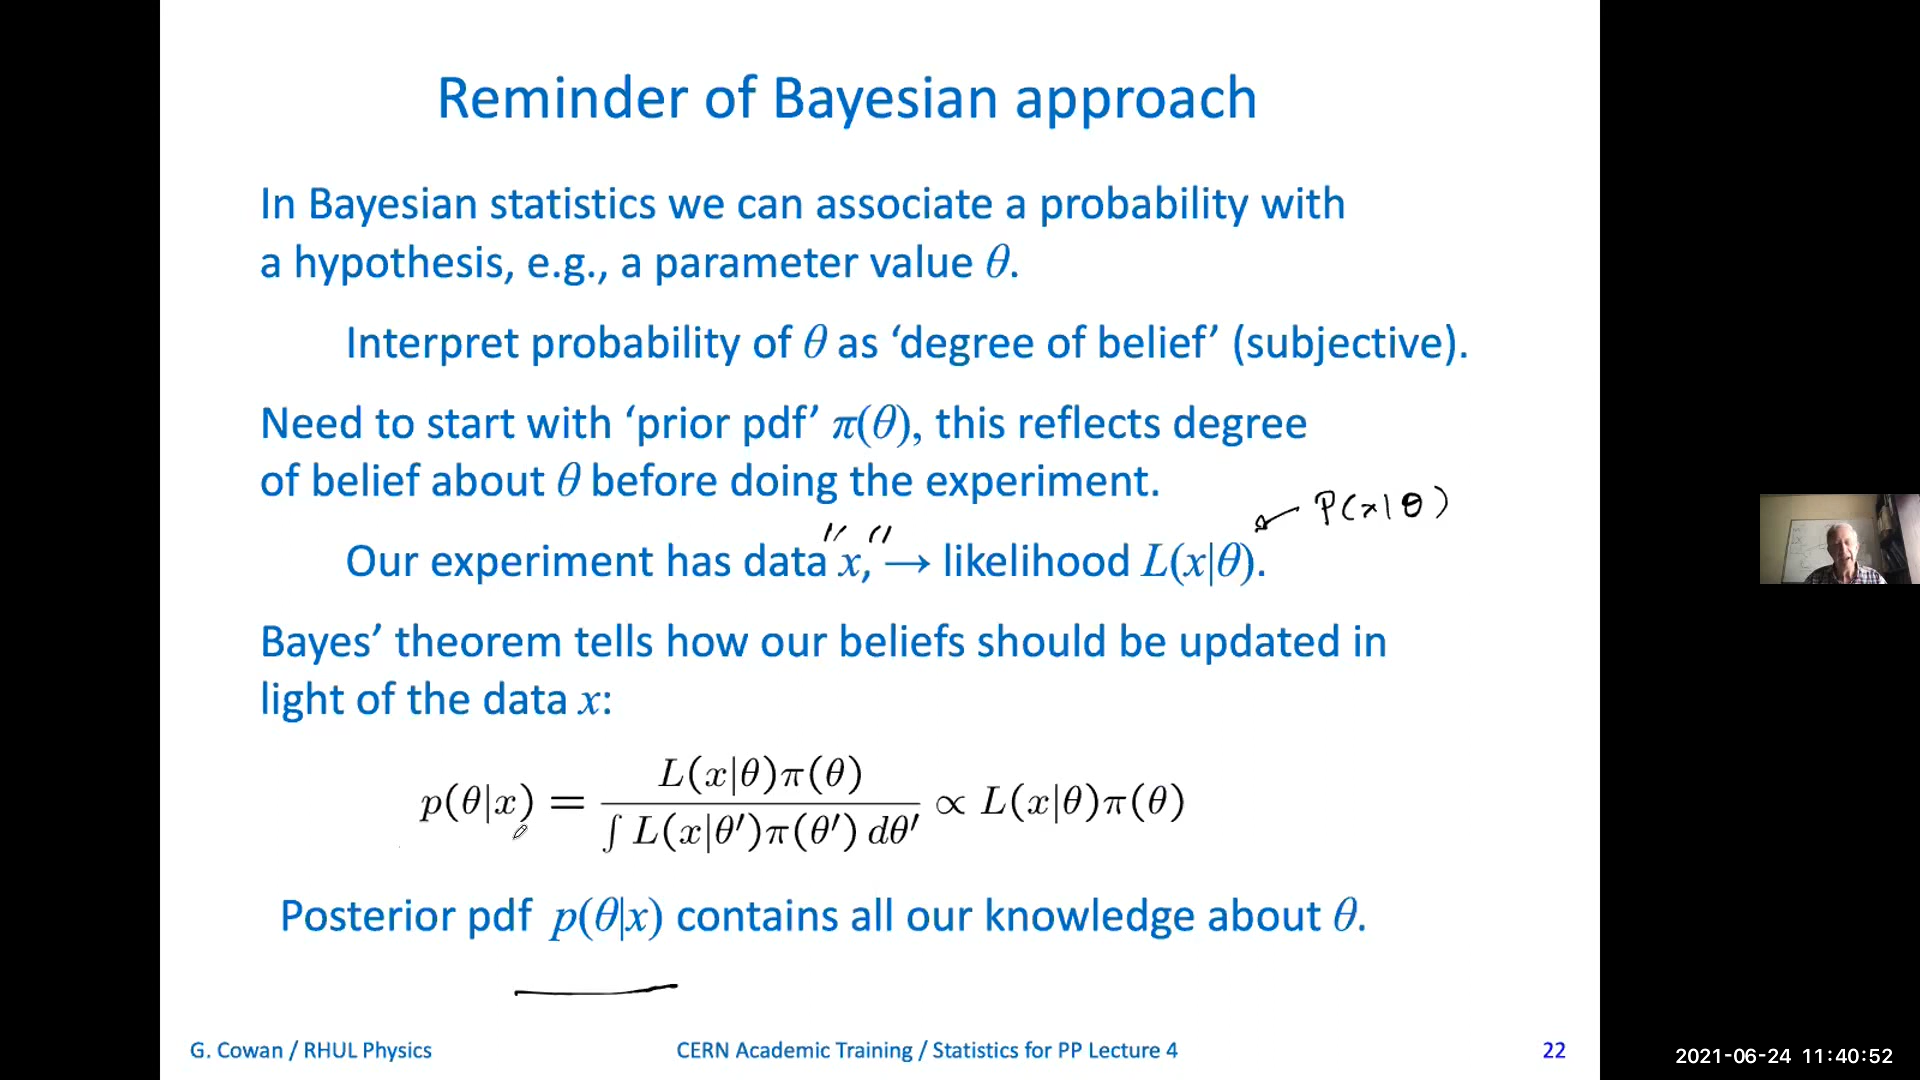 Reminder of Bayesian approach
In Bayesian statistics we can associate a probability with
a hypothesis, e.g., a parameter value θ.
Interpret probability of θ as ‘degree of belief’ (subjective).
Need to start with ‘prior pdf’ π(θ), this reflects degree
of belief about θ before doing the experiment.
P(x|θ)
" "
Our experiment has data x, → likelihood L(x|θ).
Bayes’ theorem tells how our beliefs should be updated in
light of the data x:
p(θ|x) = L(x|θ)π(θ) / ∫ L(x|θ′)π(θ′) dθ′ ∝ L(x|θ)π(θ)
Posterior pdf p(θ|x) contains all our knowledge about θ.
G. Cowan / RHUL Physics
CERN Academic Training / Statistics for PP Lecture 4
22
2021-06-24 11:40:52